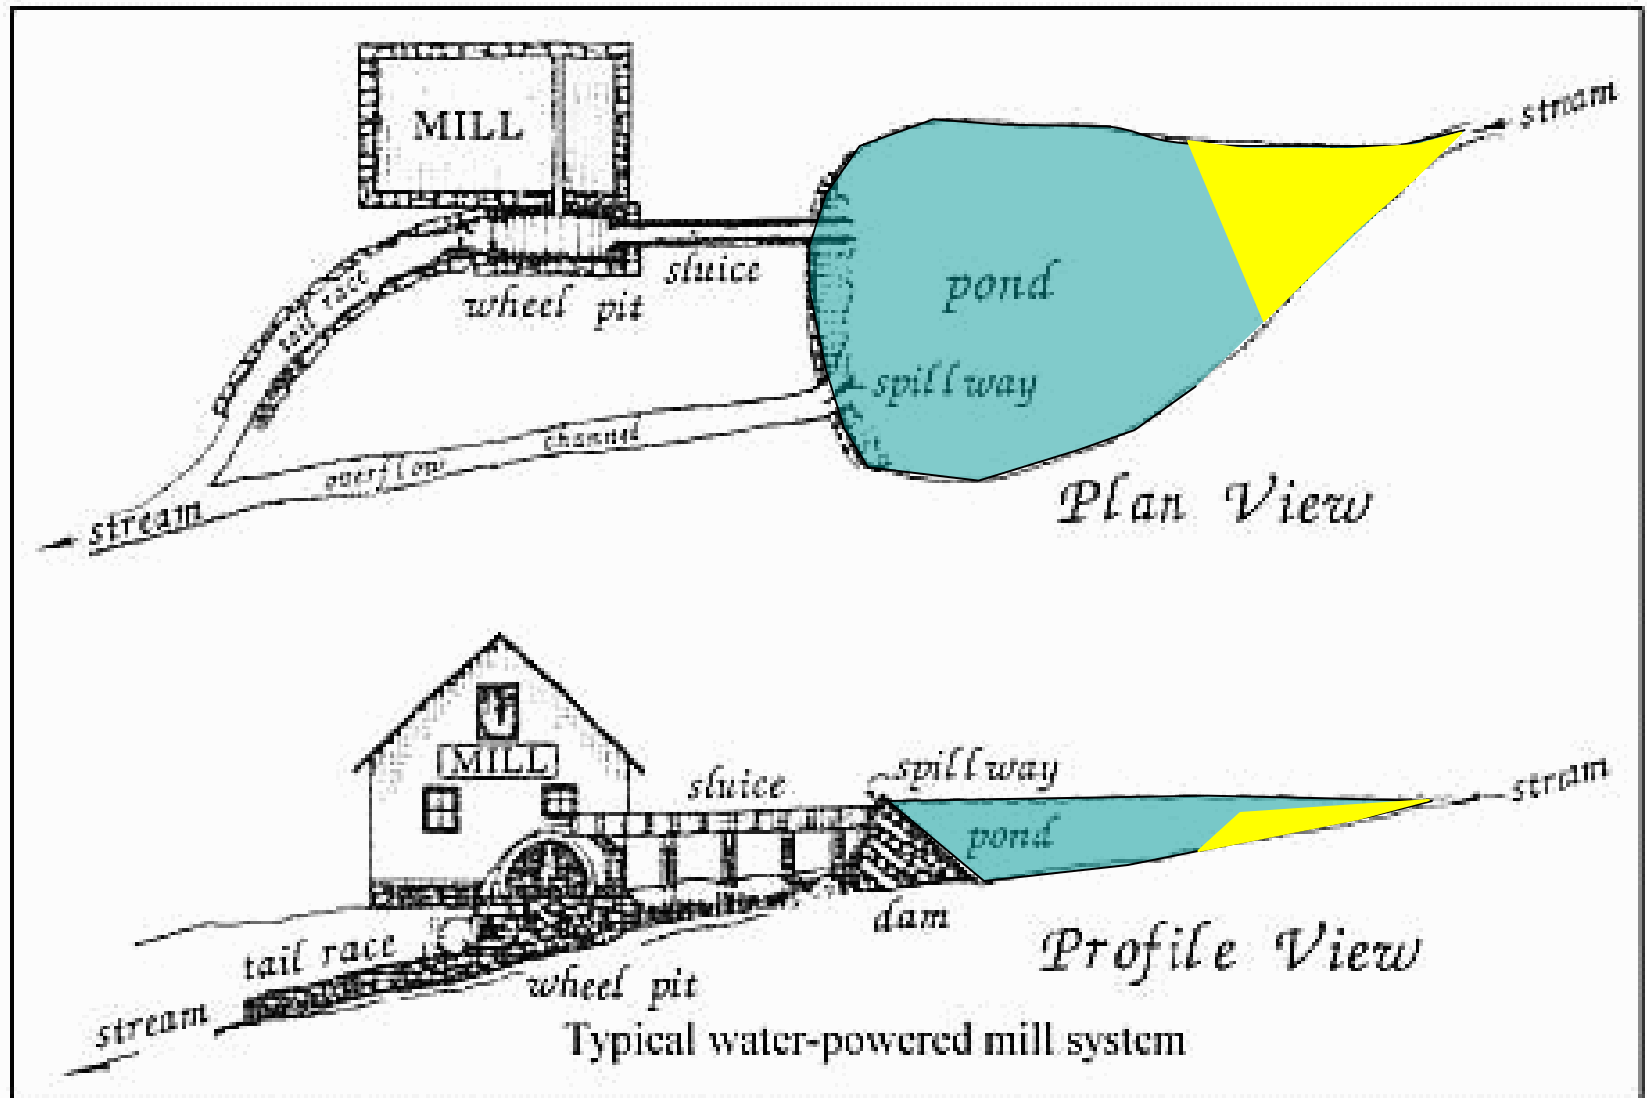 MILL
stream
pond
sluice
wheel pit
tail race
spillway
channel
overflow
stream
Plan View
MILL
sluice
spillway
stream
pond
dam
tail race
Profile View
wheel pit
stream
Typical water-powered mill system